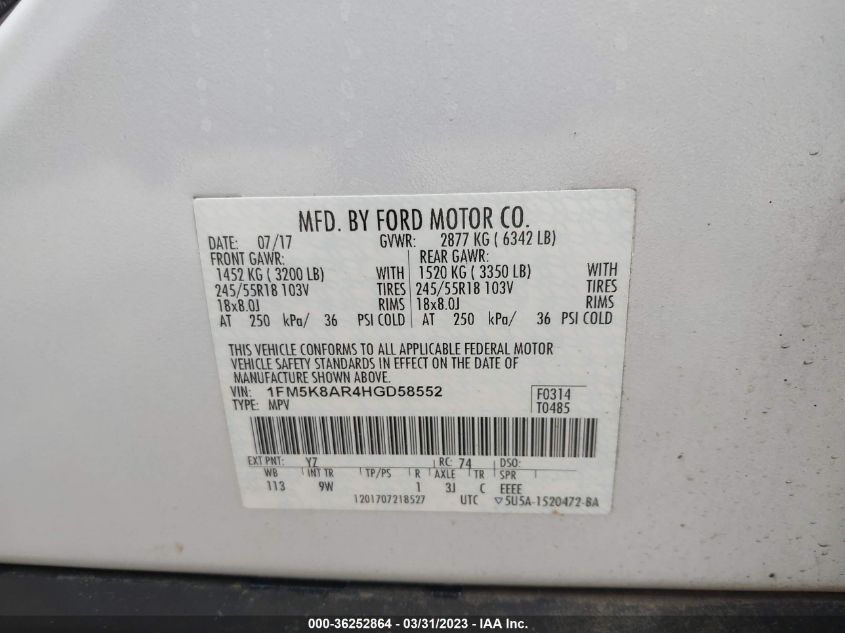 MFD. BY FORD MOTOR CO.
DATE: 07/17 GVWR: 2877 KG ( 6342 LB)
FRONT GAWR: REAR GAWR:
1452 KG ( 3200 LB) WITH 1520 KG ( 3350 LB) WITH
245/55R18 103V TIRES 245/55R18 103V TIRES
18x8.0J RIMS 18x8.0J RIMS
AT 250 kPa/ 36 PSI COLD AT 250 kPa/ 36 PSI COLD
THIS VEHICLE CONFORMS TO ALL APPLICABLE FEDERAL MOTOR
VEHICLE SAFETY STANDARDS IN EFFECT ON THE DATE OF
MANUFACTURE SHOWN ABOVE.
VIN: 1FM5K8AR4HGD58552 F0314
TYPE: MPV T0485
EXT PNT: YZ RC: 74 DSO:
WB INT TR TP/PS R AXLE TR SPR
113 9W 1 3J C EEEE
1201707218527 UTC ▽5U5A-1520472-BA
000-36252864 / 03/31/2023 - IAA Inc.